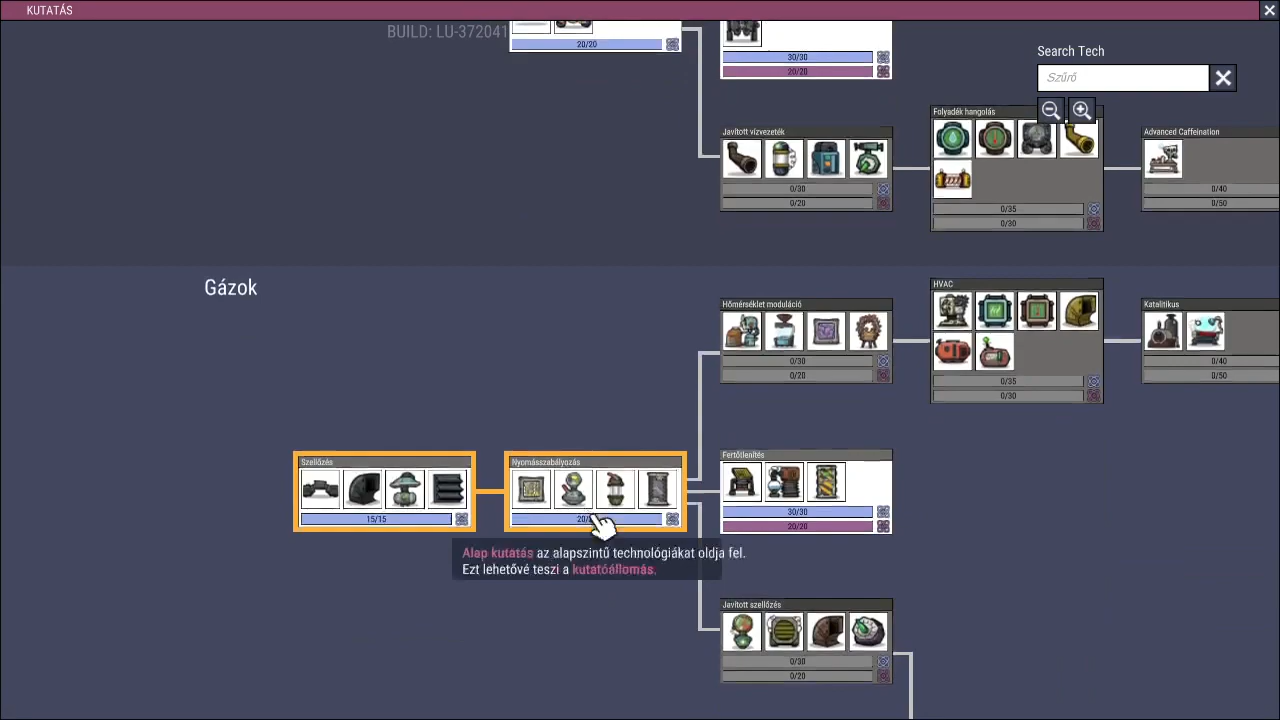 KUTATÁS
BUILD: LU-372041
20/20
30/30
20/20
Search Tech
Szűrő
Javított vízvezeték
0/30
0/20
Folyadék hangolás
0/35
0/30
Advanced Caffeination
0/40
0/50
Gázok
Hőmérséklet moduláció
0/30
0/20
HVAC
0/35
0/30
Katalitikus
0/40
0/50
Szellőzés
15/15
Nyomásszabályozás
Fertőtlenítés
30/30
20/20
Alap kutatás az alapszintű technológiákat oldja fel.
Ezt lehetővé teszi a kutatóállomás.
Javított szellőzés
0/30
0/20